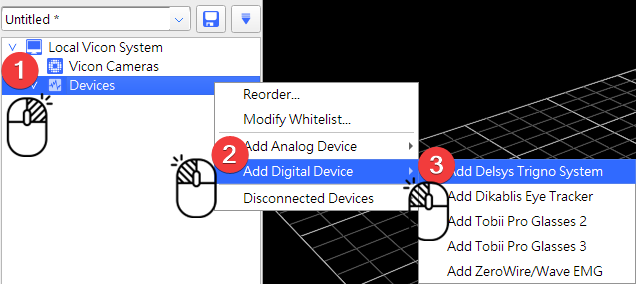 Untitled *
Local Vicon System
1
Vicon Cameras
Devices
Reorder...
Modify Whitelist...
Add Analog Device
2
Add Digital Device
Disconnected Devices
3
Add Delsys Trigno System
Add Dikablis Eye Tracker
Add Tobii Pro Glasses 2
Add Tobii Pro Glasses 3
Add ZeroWire/Wave EMG